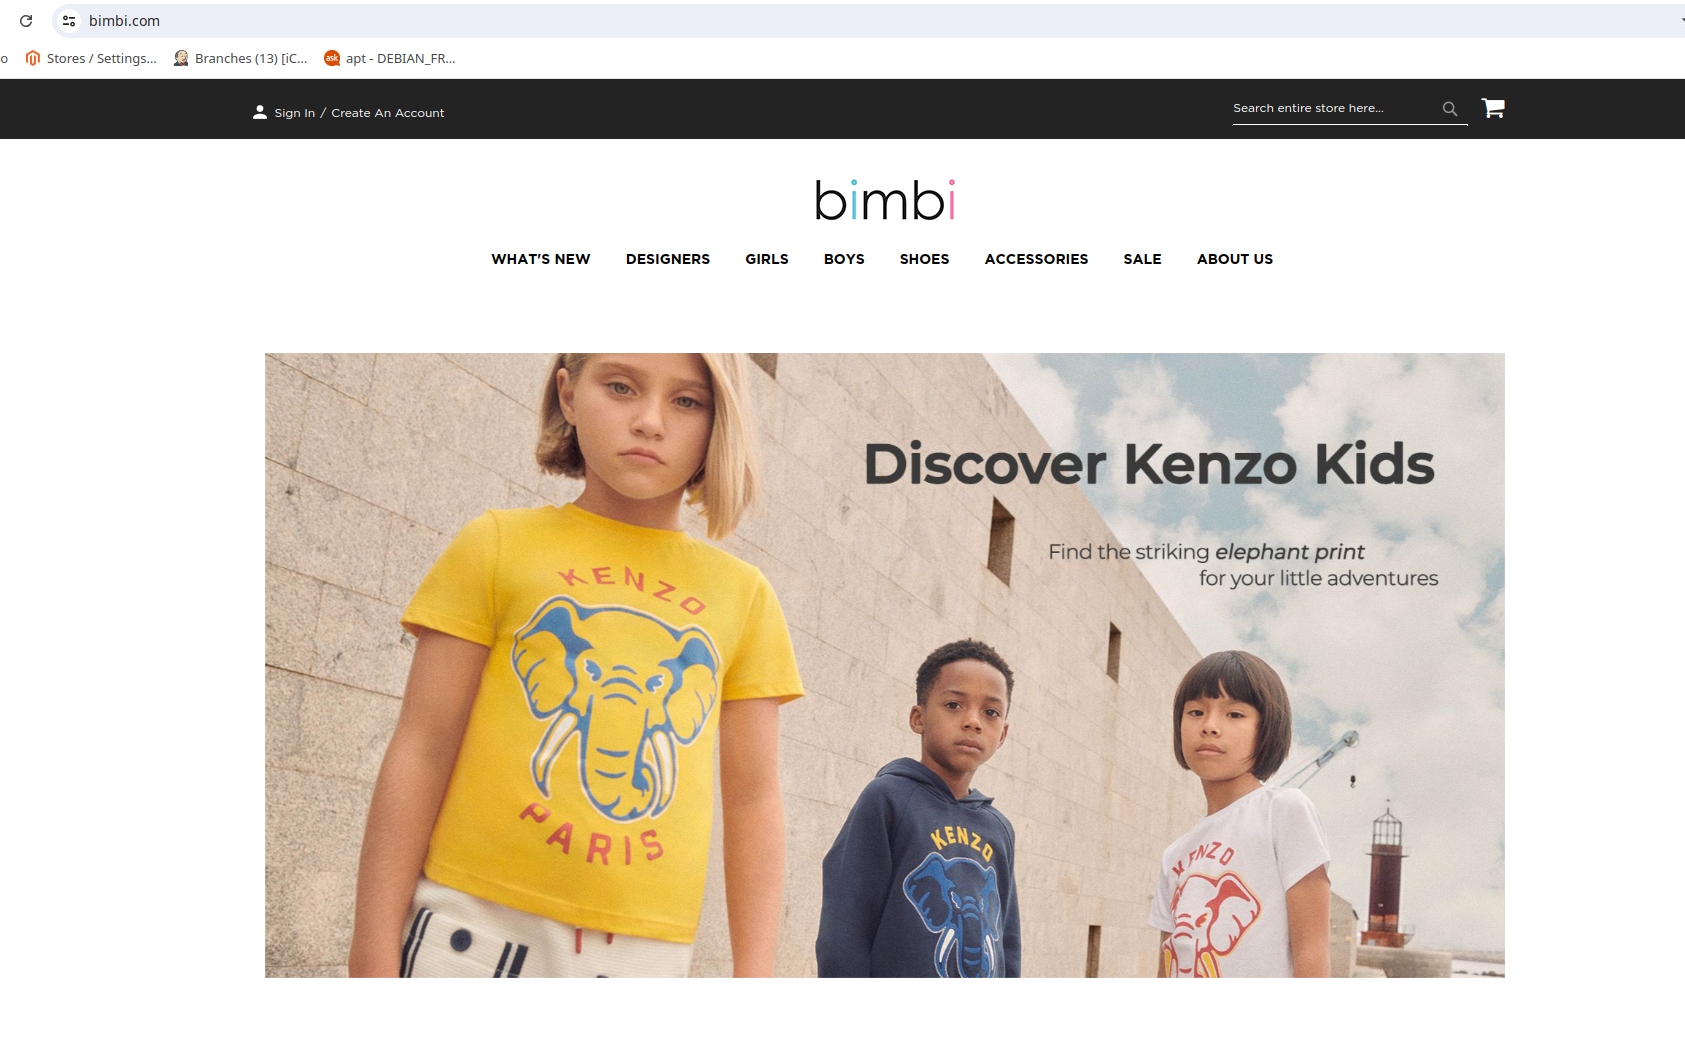 bimbi.com
o Stores / Settings... Branches (13) [iC... apt - DEBIAN_FR...
Sign In / Create An Account Search entire store here...
bimbi
WHAT'S NEW DESIGNERS GIRLS BOYS SHOES ACCESSORIES SALE ABOUT US
Discover Kenzo Kids
Find the striking elephant print
for your little adventures
KENZO
PARIS
KENZO
KENZO